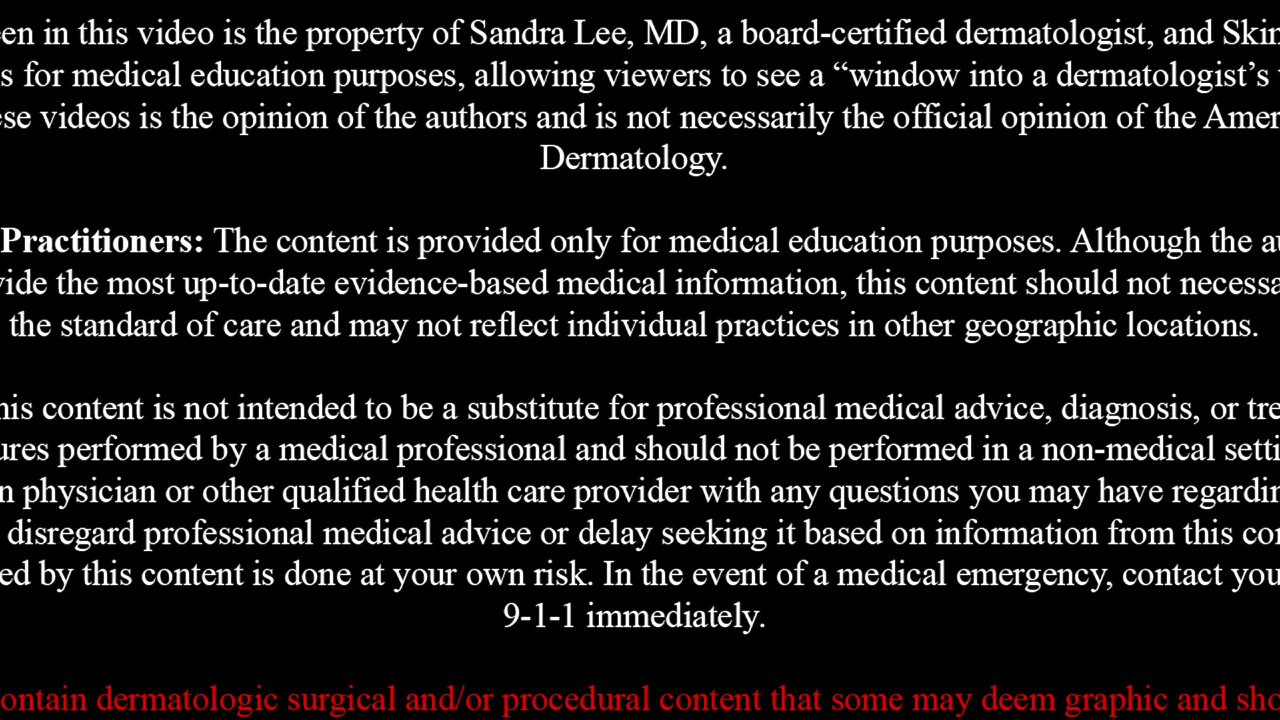 een in this video is the property of Sandra Lee, MD, a board-certified dermatologist, and Skin
s for medical education purposes, allowing viewers to see a “window into a dermatologist’s
ese videos is the opinion of the authors and is not necessarily the official opinion of the Amer
Dermatology.
Practitioners: The content is provided only for medical education purposes. Although the au
vide the most up-to-date evidence-based medical information, this content should not necessa
the standard of care and may not reflect individual practices in other geographic locations.
his content is not intended to be a substitute for professional medical advice, diagnosis, or tre
ures performed by a medical professional and should not be performed in a non-medical setti
n physician or other qualified health care provider with any questions you may have regardin
disregard professional medical advice or delay seeking it based on information from this con
ed by this content is done at your own risk. In the event of a medical emergency, contact you
9-1-1 immediately.
ontain dermatologic surgical and/or procedural content that some may deem graphic and sho